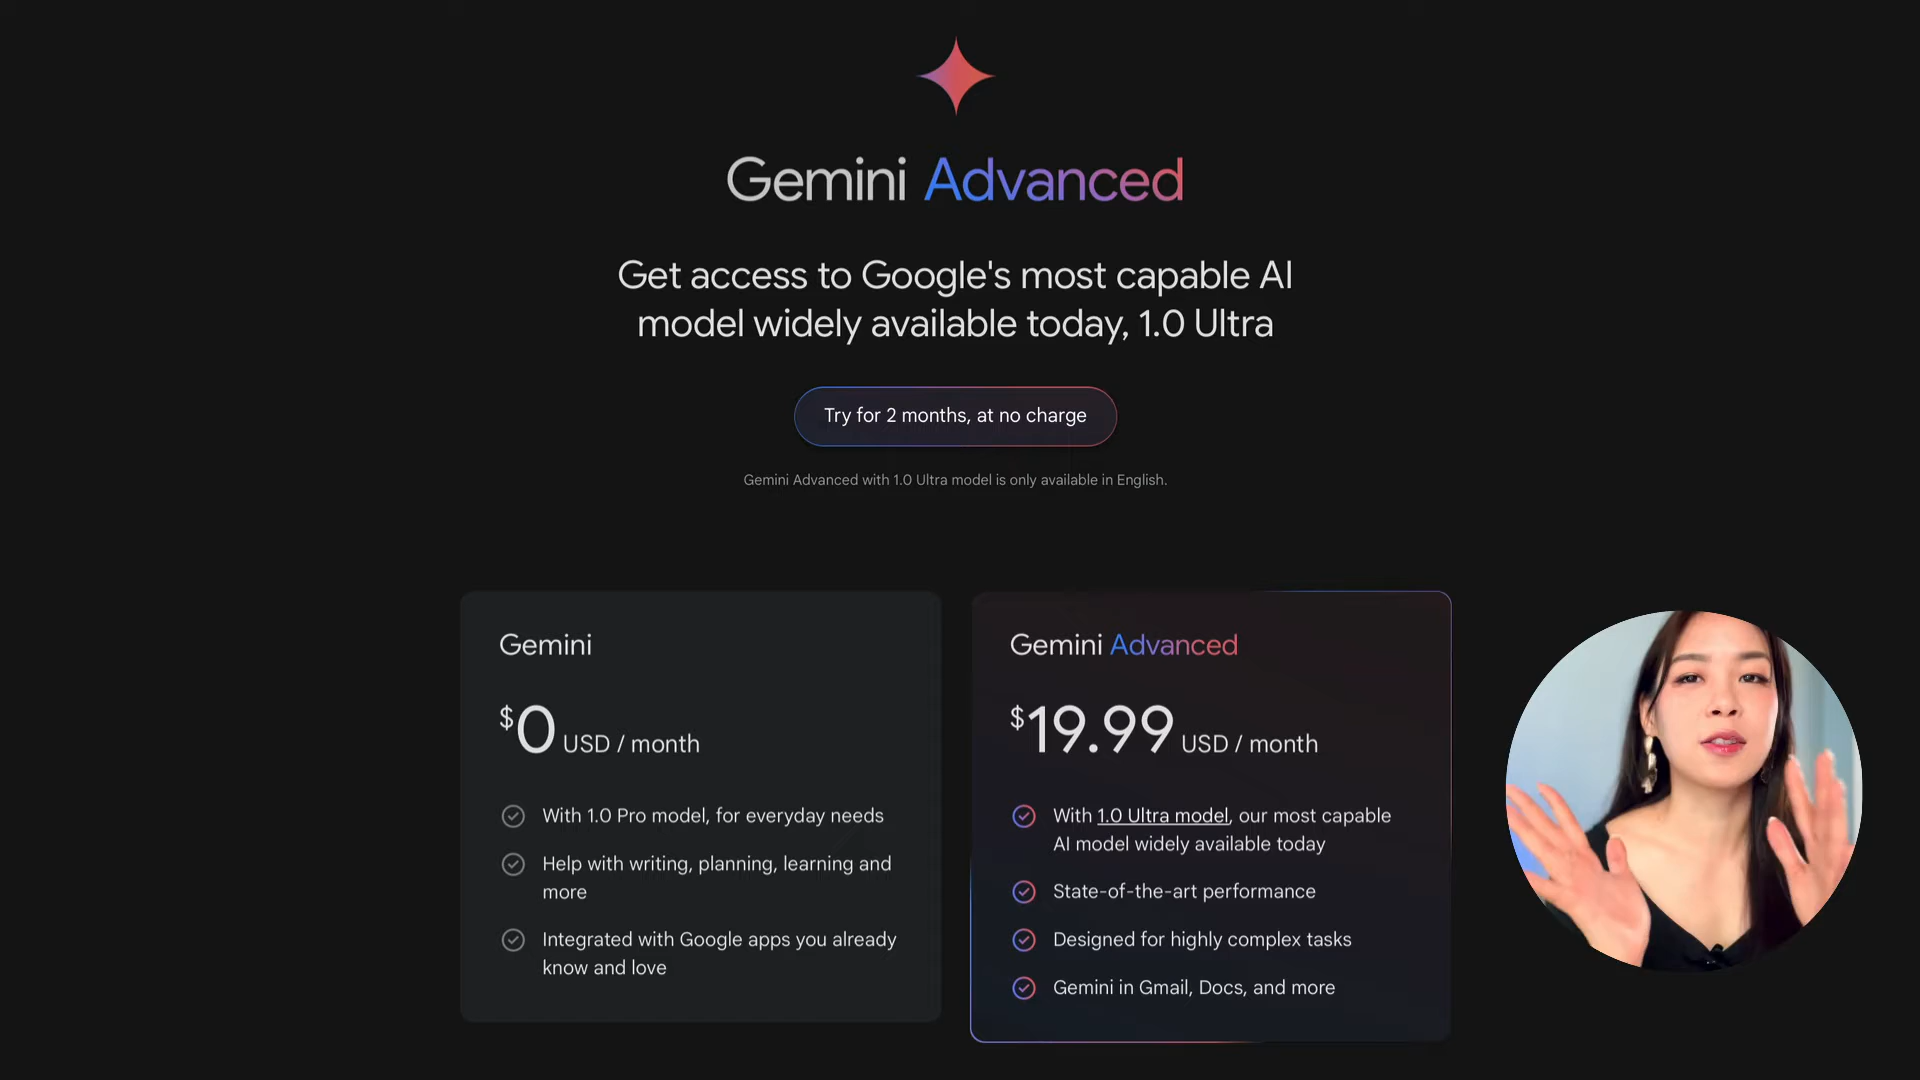 Gemini Advanced
Get access to Google's most capable AI
model widely available today, 1.0 Ultra
Try for 2 months, at no charge
Gemini Advanced with 1.0 Ultra model is only available in English.
Gemini
$0 USD / month
With 1.0 Pro model, for everyday needs
Help with writing, planning, learning and
more
Integrated with Google apps you already
know and love
Gemini Advanced
$19.99 USD / month
With 1.0 Ultra model, our most capable
AI model widely available today
State-of-the-art performance
Designed for highly complex tasks
Gemini in Gmail, Docs, and more